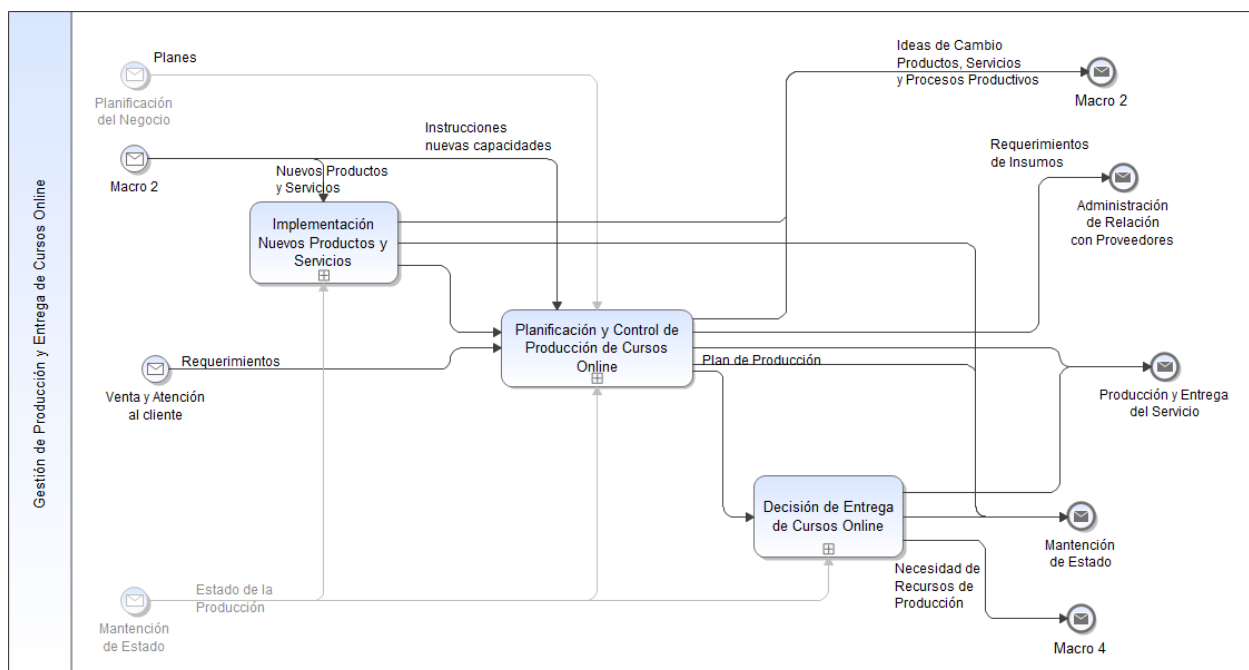 Gestión de Producción y Entrega de Cursos Online
Planes
Planificación
del Negocio
Ideas de Cambio
Productos, Servicios
y Procesos Productivos
Macro 2
Instrucciones
nuevas capacidades
Macro 2
Nuevos Productos
y Servicios
Requerimientos
de Insumos
Administración
de Relación
con Proveedores
Implementación
Nuevos Productos y
Servicios
Planificación y Control de
Producción de Cursos
Online
Requerimientos
Venta y Atención
al cliente
Plan de Producción
Producción y Entrega
del Servicio
Decisión de Entrega
de Cursos Online
Mantención
de Estado
Necesidad de
Recursos de
Producción
Macro 4
Estado de la
Producción
Mantención
de Estado